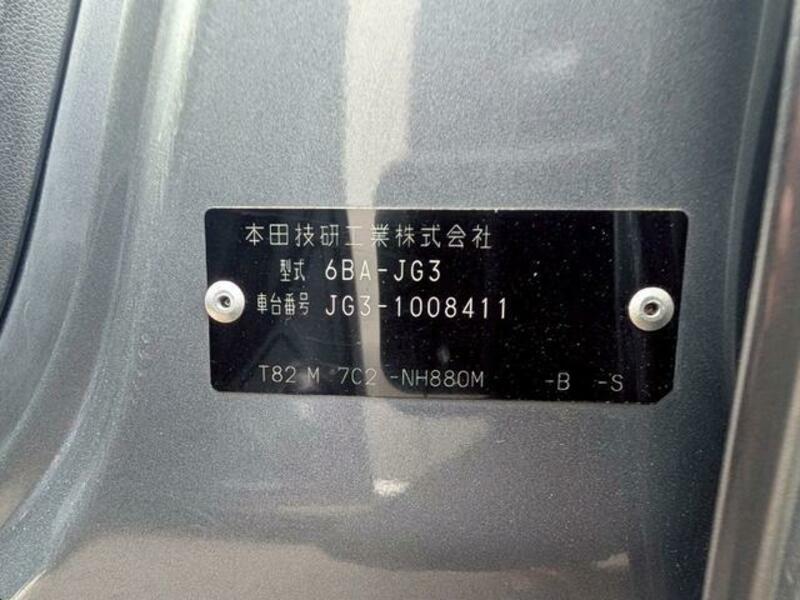 本田技研工業株式会社
型式 6BA-JG3
車台番号 JG3-1008411
T82 M 7C2 -NH880M -B -S